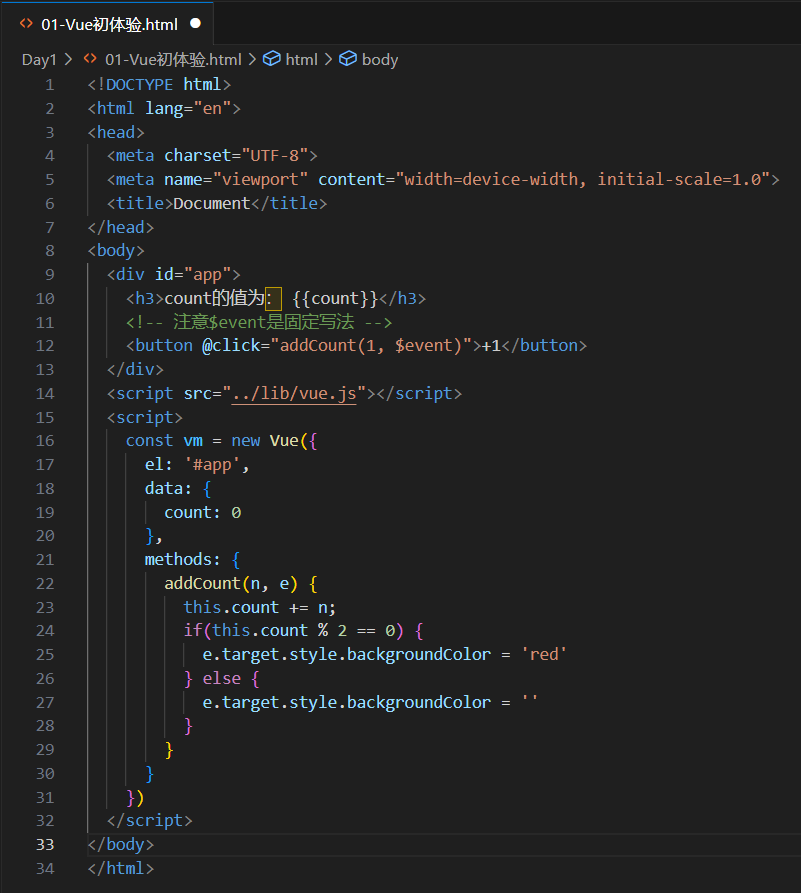 01-Vue初体验.html
Day1 > 01-Vue初体验.html > html > body
1 <!DOCTYPE html>
2 <html lang="en">
3 <head>
4 <meta charset="UTF-8">
5 <meta name="viewport" content="width=device-width, initial-scale=1.0">
6 <title>Document</title>
7 </head>
8 <body>
9 <div id="app">
10 <h3>count的值为： {{count}}</h3>
11 <!-- 注意$event是固定写法 -->
12 <button @click="addCount(1, $event)">+1</button>
13 </div>
14 <script src="../lib/vue.js"></script>
15 <script>
16 const vm = new Vue({
17 el: '#app',
18 data: {
19 count: 0
20 },
21 methods: {
22 addCount(n, e) {
23 this.count += n;
24 if(this.count % 2 == 0) {
25 e.target.style.backgroundColor = 'red'
26 } else {
27 e.target.style.backgroundColor = ''
28 }
29 }
30 }
31 })
32 </script>
33 </body>
34 </html>